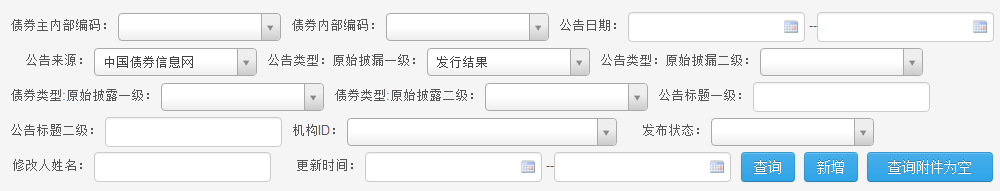 债券主内部编码： 债券内部编码： 公告日期： --
公告来源： 中国债券信息网 公告类型：原始披漏一级： 发行结果 公告类型：原始披漏二级：
债券类型:原始披露一级： 债券类型:原始披露二级： 公告标题一级：
公告标题二级： 机构ID： 发布状态：
修改人姓名： 更新时间： -- 查询 新增 查询附件为空